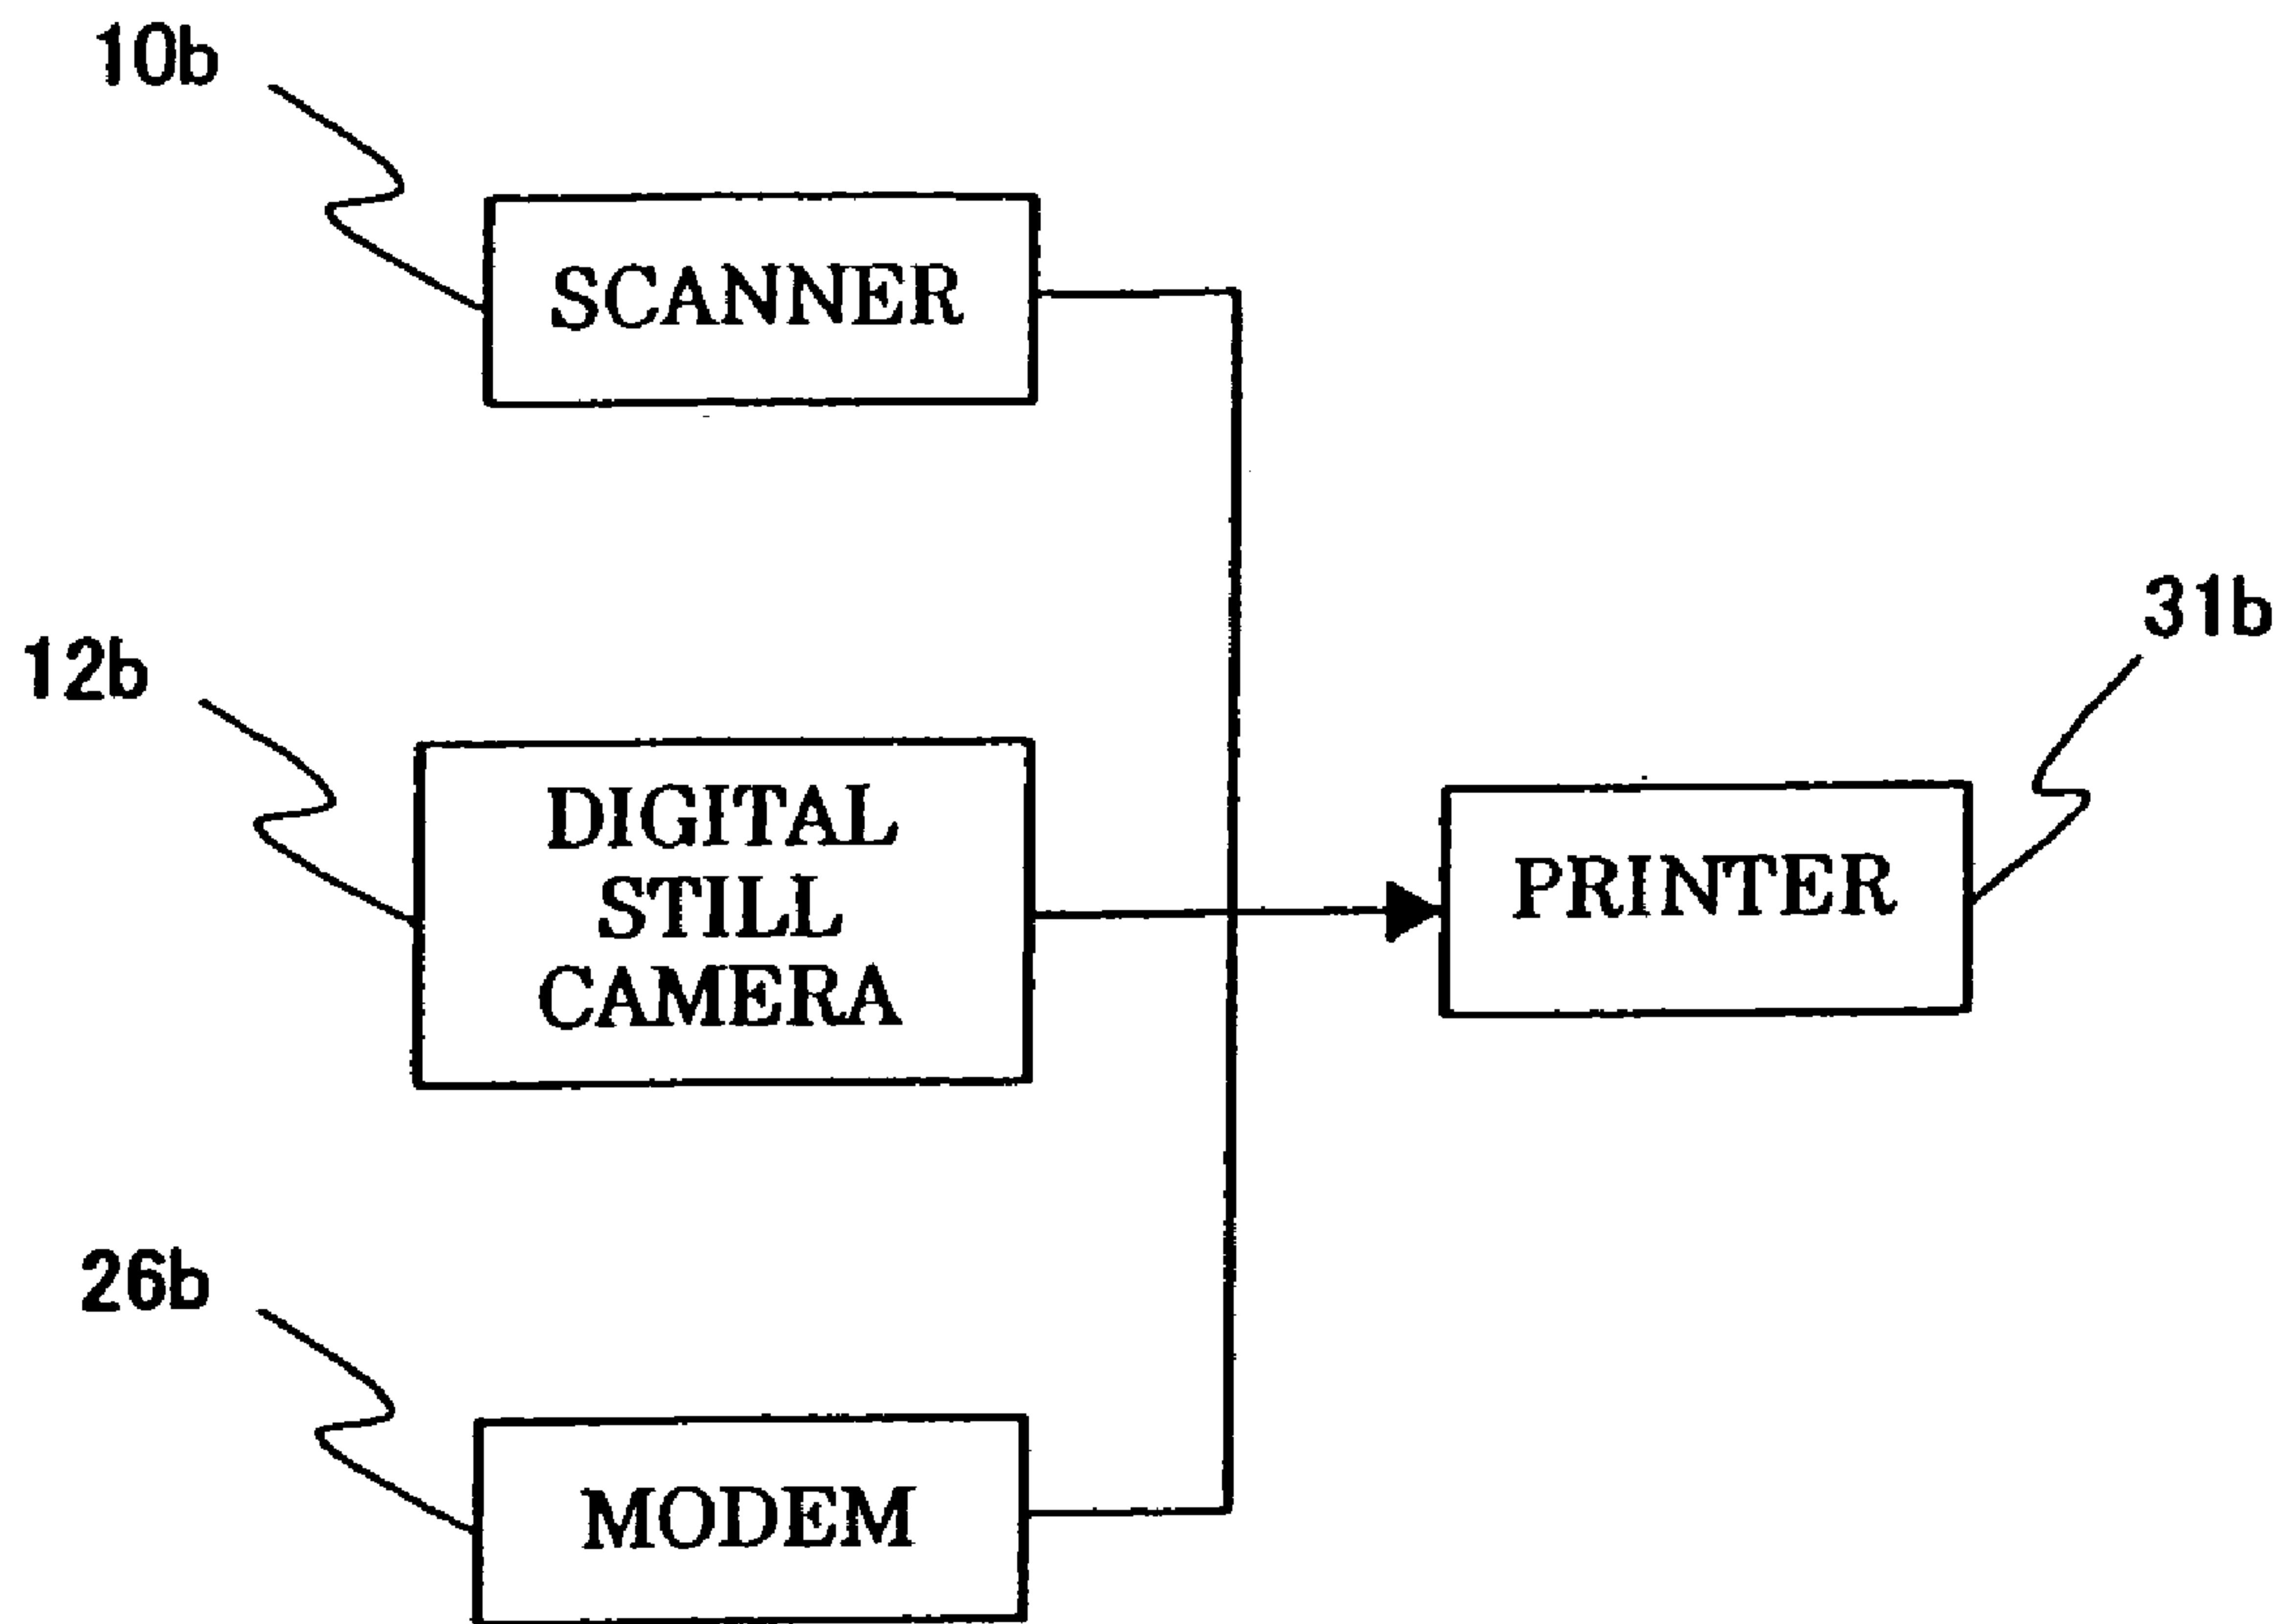 10b
SCANNER
12b
DIGITAL
STILL
CAMERA
31b
PRINTER
26b
MODEM